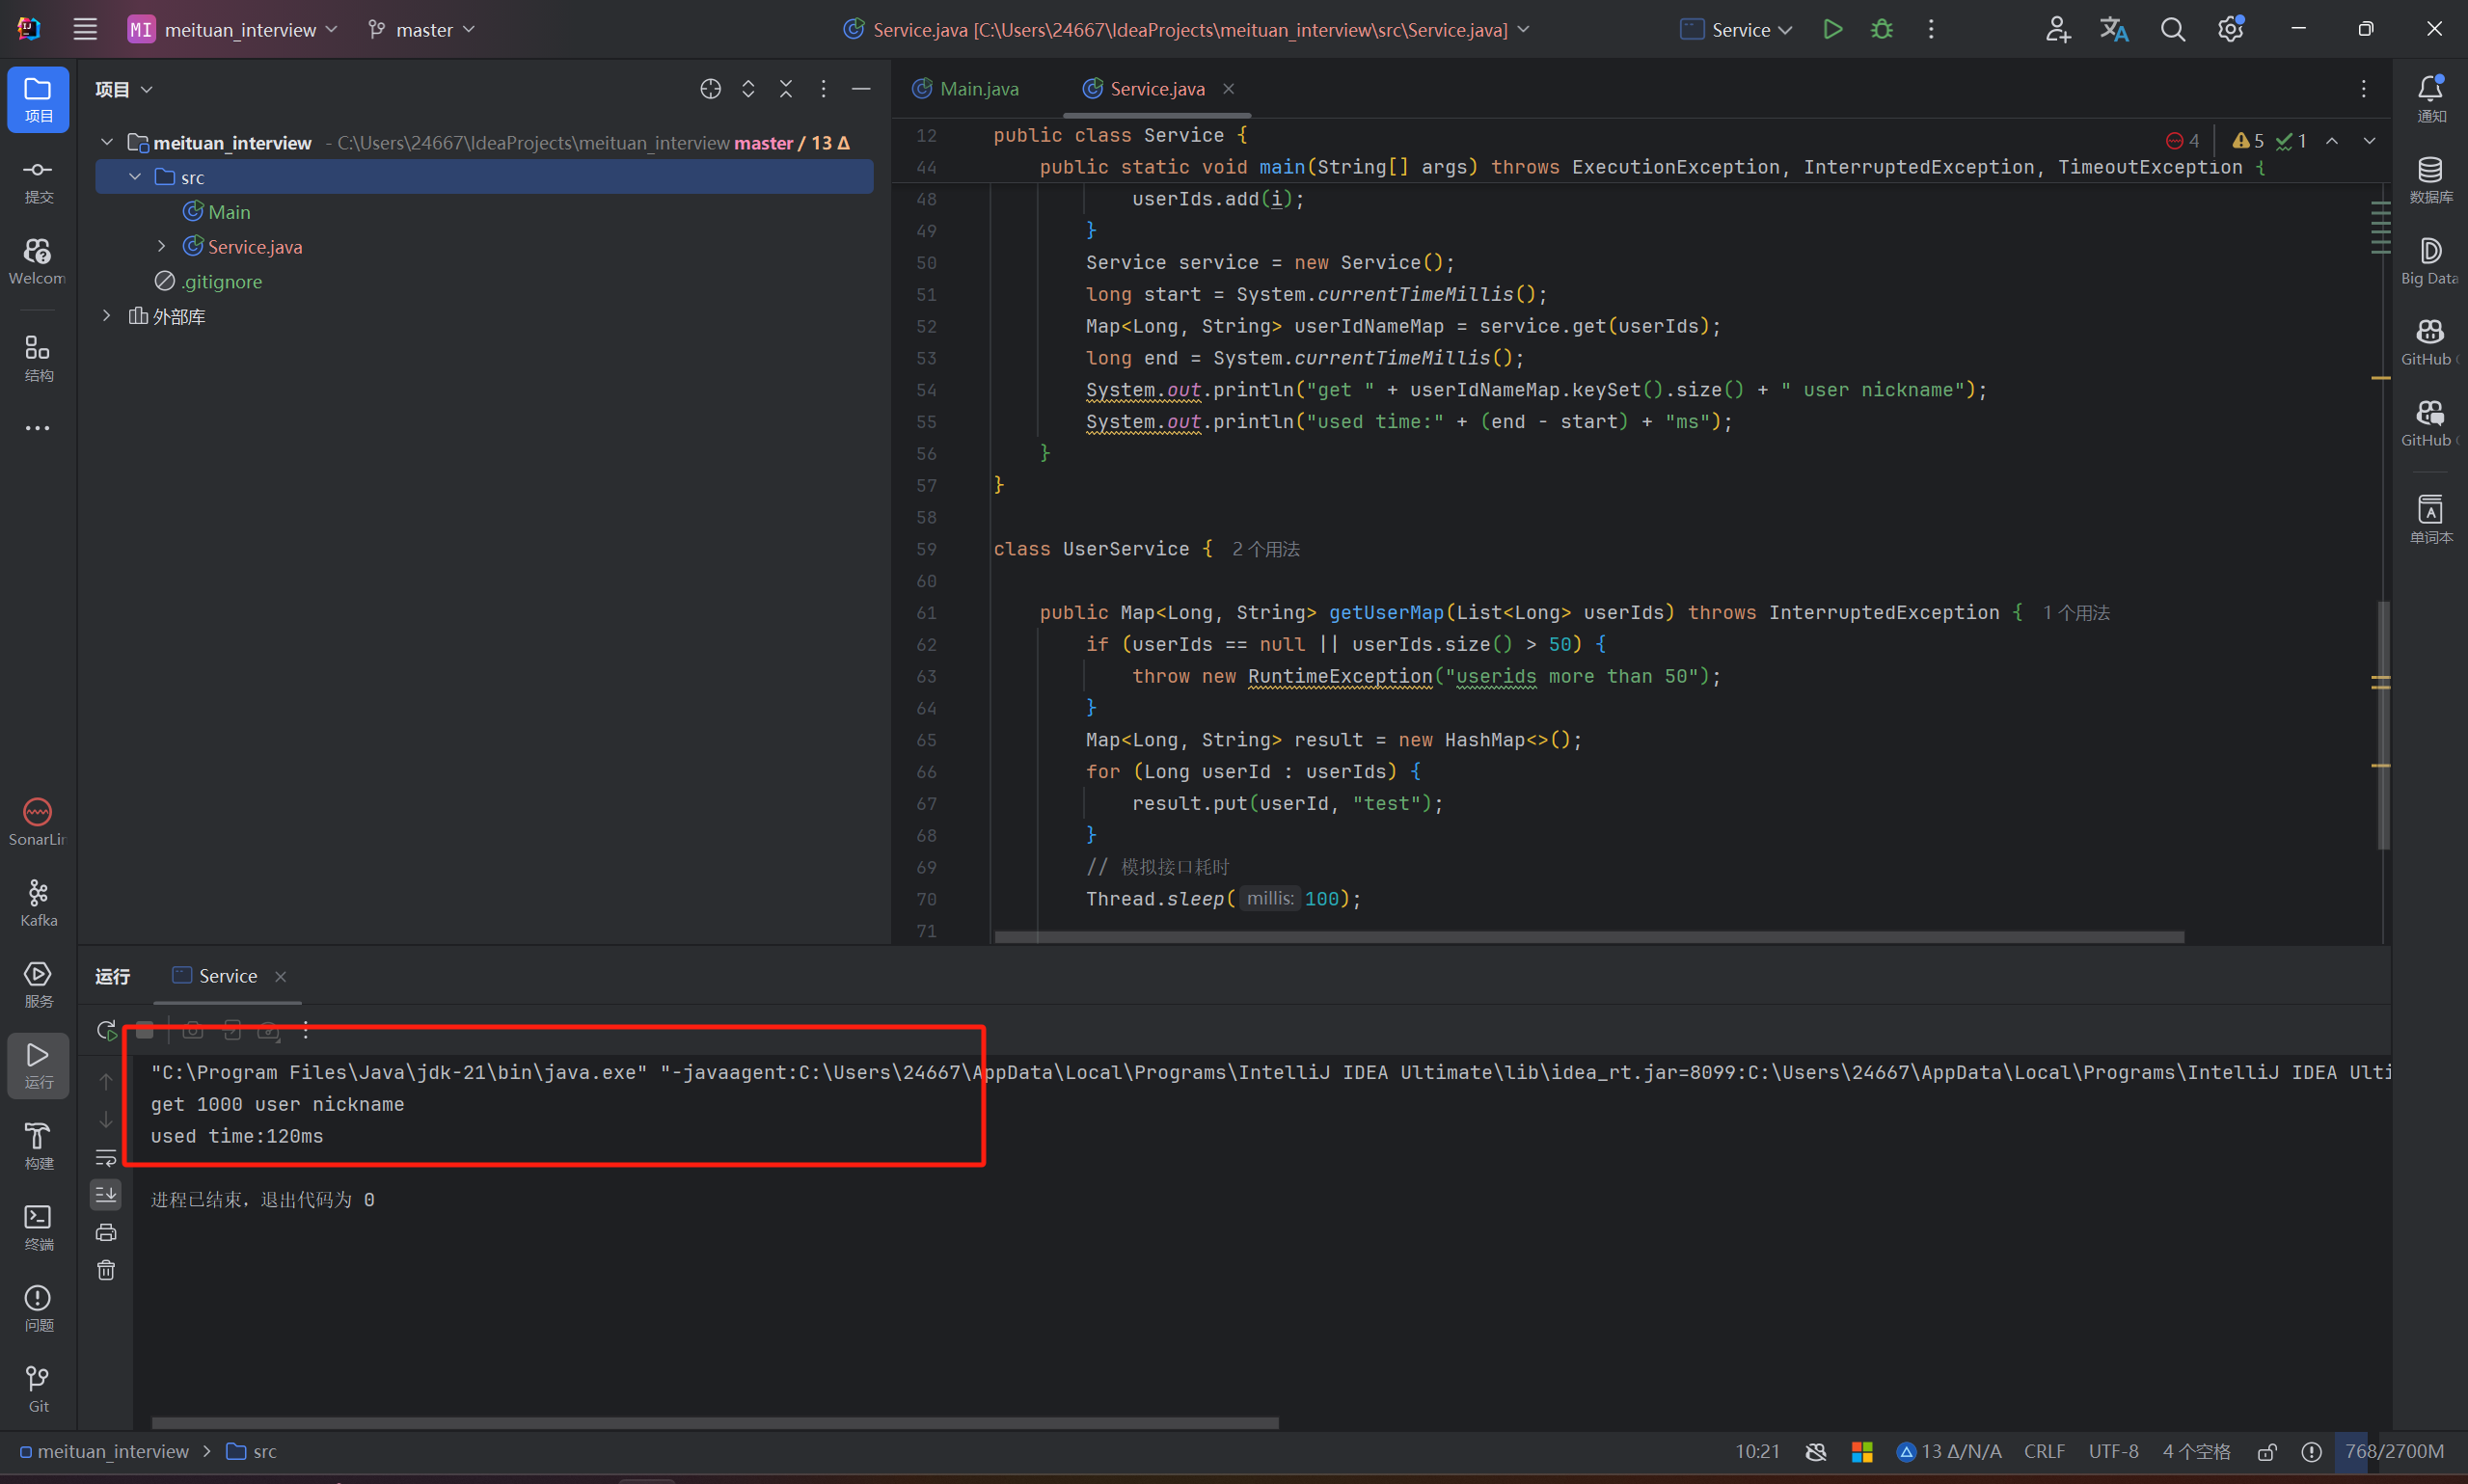 MI meituan_interview master Service.java [C:\Users\24667\IdeaProjects\meituan_interview\src\Service.java] Service
项目
Main.java Service.java
meituan_interview - C:\Users\24667\IdeaProjects\meituan_interview master / 13 Δ
src
Main
Service.java
.gitignore
外部库
项目
提交
Welcom
结构
SonarLin
Kafka
服务
运行
构建
终端
问题
Git
4 5 1
12 public class Service {
44 public static void main(String[] args) throws ExecutionException, InterruptedException, TimeoutException {
48 userIds.add(i);
49 }
50 Service service = new Service();
51 long start = System.currentTimeMillis();
52 Map<Long, String> userIdNameMap = service.get(userIds);
53 long end = System.currentTimeMillis();
54 System.out.println("get " + userIdNameMap.keySet().size() + " user nickname");
55 System.out.println("used time:" + (end - start) + "ms");
56 }
57 }
58
59 class UserService { 2 个用法
60
61 public Map<Long, String> getUserMap(List<Long> userIds) throws InterruptedException { 1 个用法
62 if (userIds == null || userIds.size() > 50) {
63 throw new RuntimeException("userids more than 50");
64 }
65 Map<Long, String> result = new HashMap<>();
66 for (Long userId : userIds) {
67 result.put(userId, "test");
68 }
69 // 模拟接口耗时
70 Thread.sleep( millis: 100);
71
通知
数据库
Big Data
GitHub
GitHub
单词本
运行 Service
"C:\Program Files\Java\jdk-21\bin\java.exe" "-javaagent:C:\Users\24667\AppData\Local\Programs\IntelliJ IDEA Ultimate\lib\idea_rt.jar=8099:C:\Users\24667\AppData\Local\Programs\IntelliJ IDEA Ulti
get 1000 user nickname
used time:120ms
进程已结束，退出代码为 0
meituan_interview > src
10:21 13 Δ/N/A CRLF UTF-8 4 个空格 768/2700M